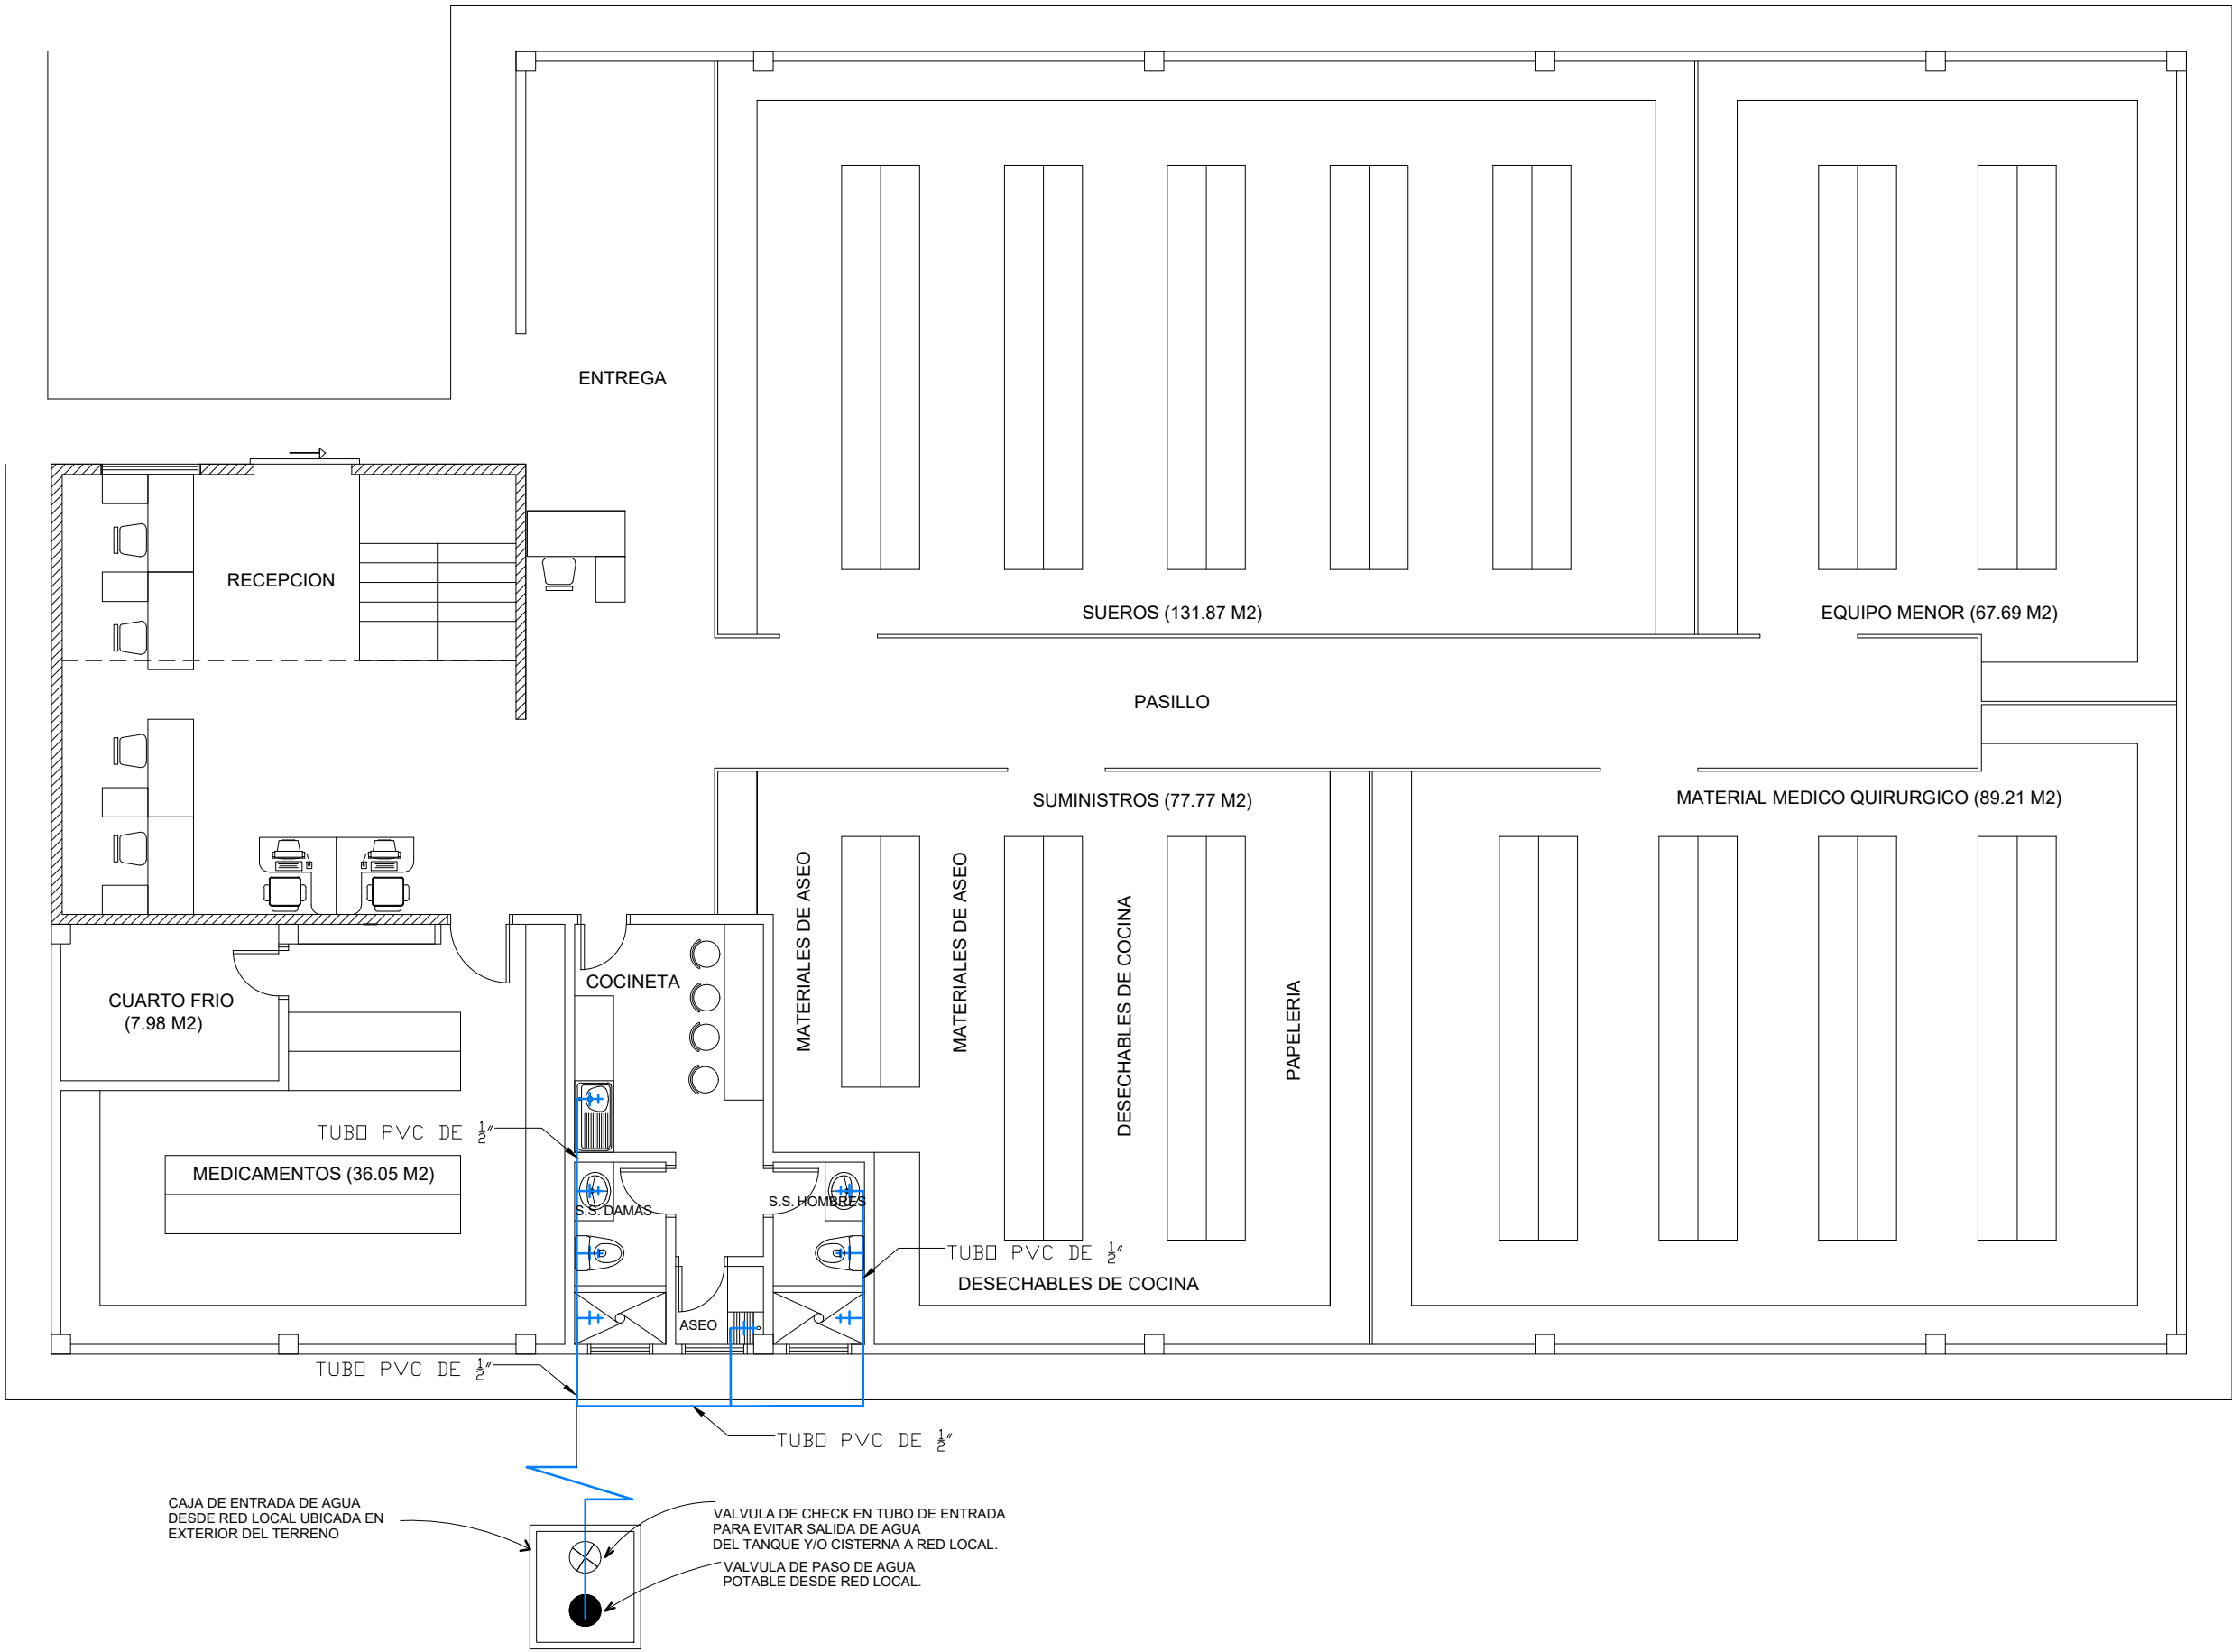 ENTREGA
RECEPCION
SUEROS (131.87 M2)
EQUIPO MENOR (67.69 M2)
PASILLO
SUMINISTROS (77.77 M2)
MATERIAL MEDICO QUIRURGICO (89.21 M2)
MATERIALES DE ASEO
MATERIALES DE ASEO
DESECHABLES DE COCINA
PAPELERIA
COCINETA
CUARTO FRIO
(7.98 M2)
TUBO PVC DE 1/2"
MEDICAMENTOS (36.05 M2)
S.S. DAMAS
S.S. HOMBRES
TUBO PVC DE 1/2"
DESECHABLES DE COCINA
ASEO
TUBO PVC DE 1/2"
TUBO PVC DE 1/2"
CAJA DE ENTRADA DE AGUA
DESDE RED LOCAL UBICADA EN
EXTERIOR DEL TERRENO
VALVULA DE CHECK EN TUBO DE ENTRADA
PARA EVITAR SALIDA DE AGUA
DEL TANQUE Y/O CISTERNA A RED LOCAL.
VALVULA DE PASO DE AGUA
POTABLE DESDE RED LOCAL.